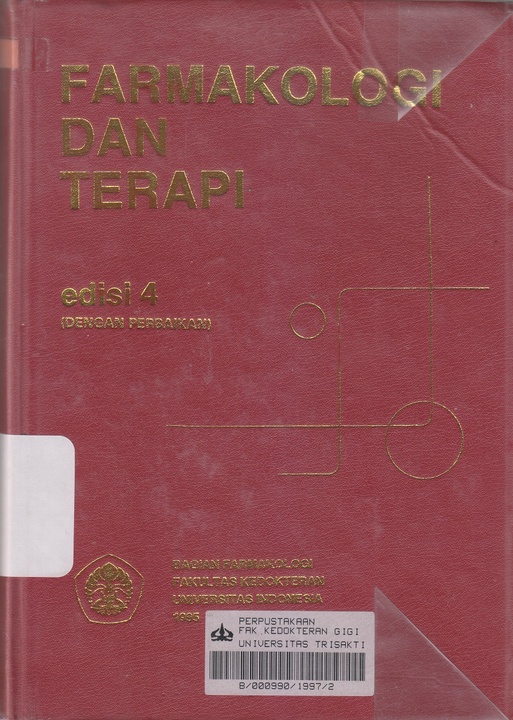 FARMAKOLOGI
DAN
TERAPI
edisi 4
(DENGAN PERBAIKAN)
BAGIAN FARMAKOLOGI
FAKULTAS KEDOKTERAN
UNIVERSITAS INDONESIA
1995
PERPUSTAKAAN
FAK.KEDOKTERAN GIGI
UNIVERSITAS TRISAKTI
B/000990/1997/2